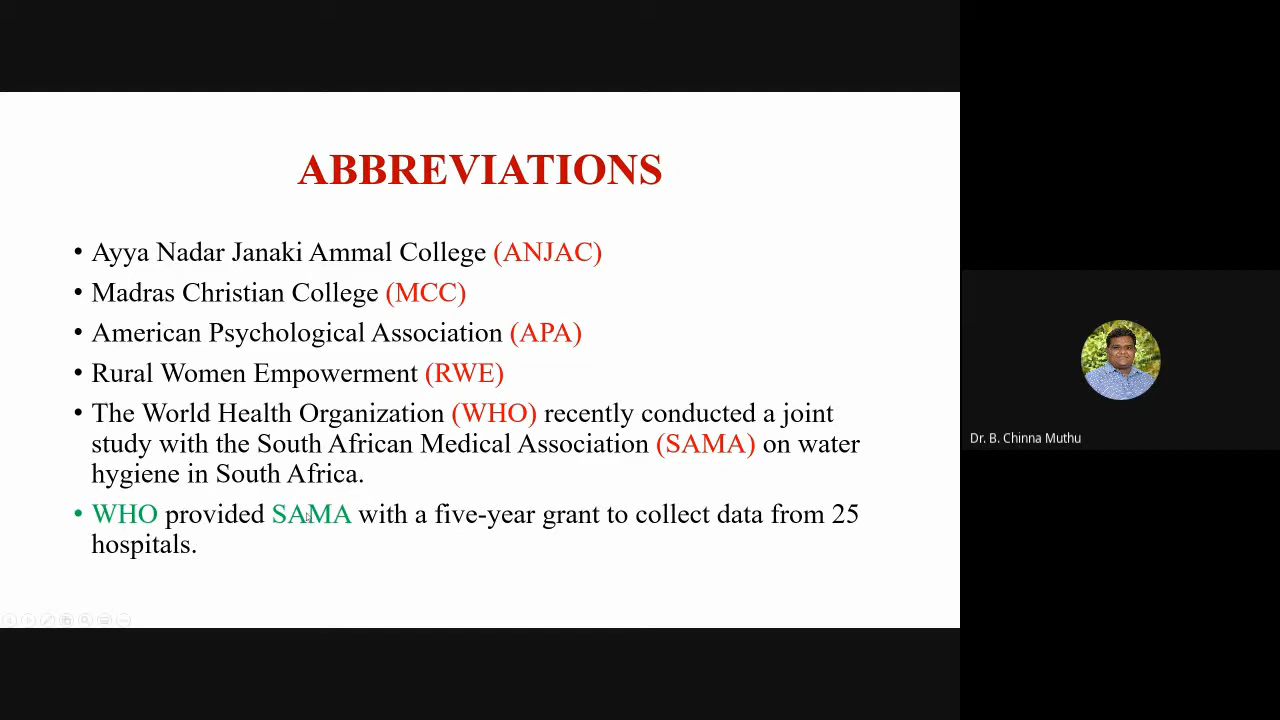 ABBREVIATIONS
• Ayya Nadar Janaki Ammal College (ANJAC)
• Madras Christian College (MCC)
• American Psychological Association (APA)
• Rural Women Empowerment (RWE)
• The World Health Organization (WHO) recently conducted a joint
study with the South African Medical Association (SAMA) on water
hygiene in South Africa.
• WHO provided SAMA with a five-year grant to collect data from 25
hospitals.
Dr. B. Chinna Muthu